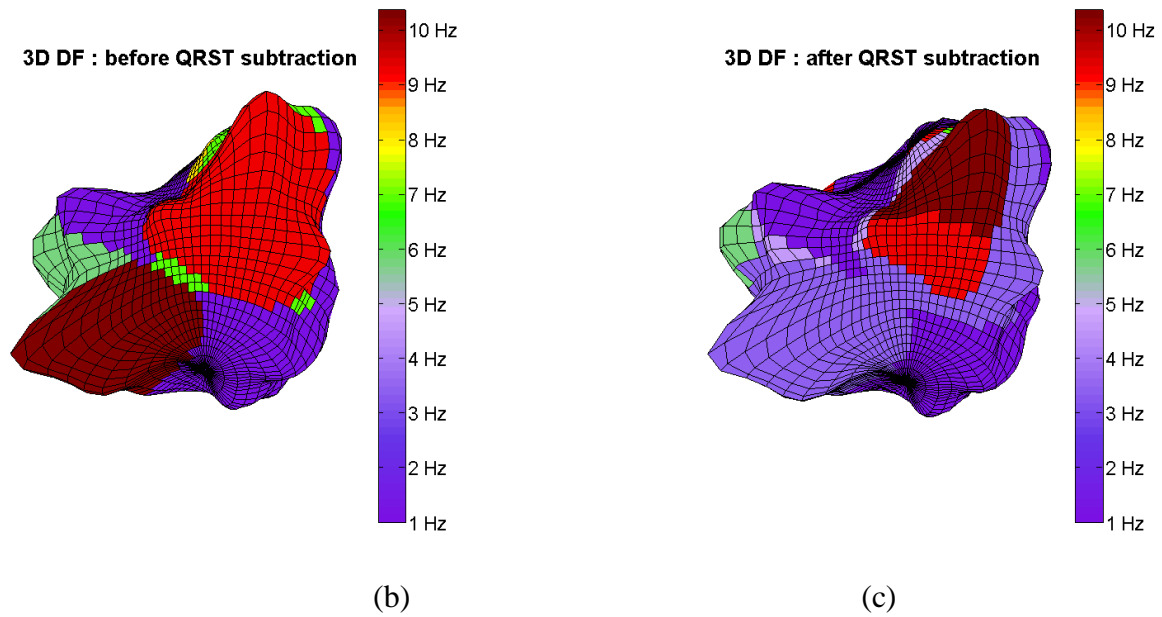 3D DF : before QRST subtraction
10 Hz
9 Hz
8 Hz
7 Hz
6 Hz
5 Hz
4 Hz
3 Hz
2 Hz
1 Hz
(b)
3D DF : after QRST subtraction
10 Hz
9 Hz
8 Hz
7 Hz
6 Hz
5 Hz
4 Hz
3 Hz
2 Hz
1 Hz
(c)